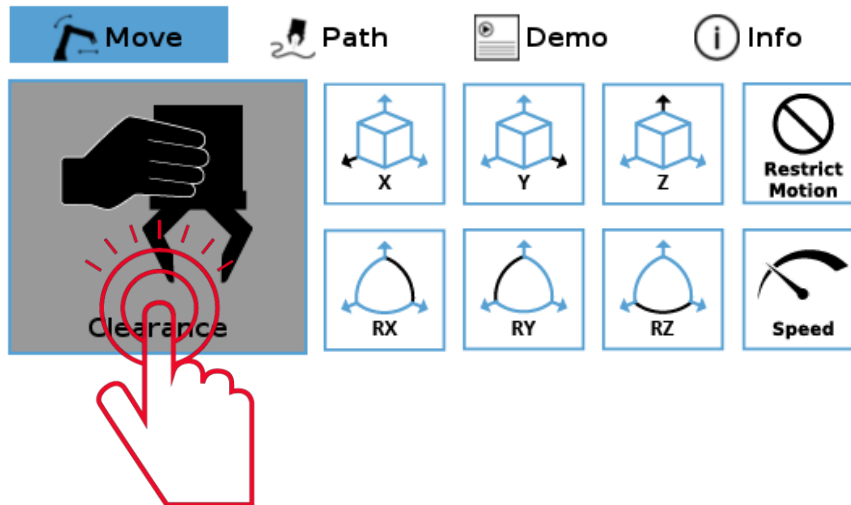 Move
Path
Demo
Info
Clearance
X
Y
Z
Restrict
Motion
RX
RY
RZ
Speed